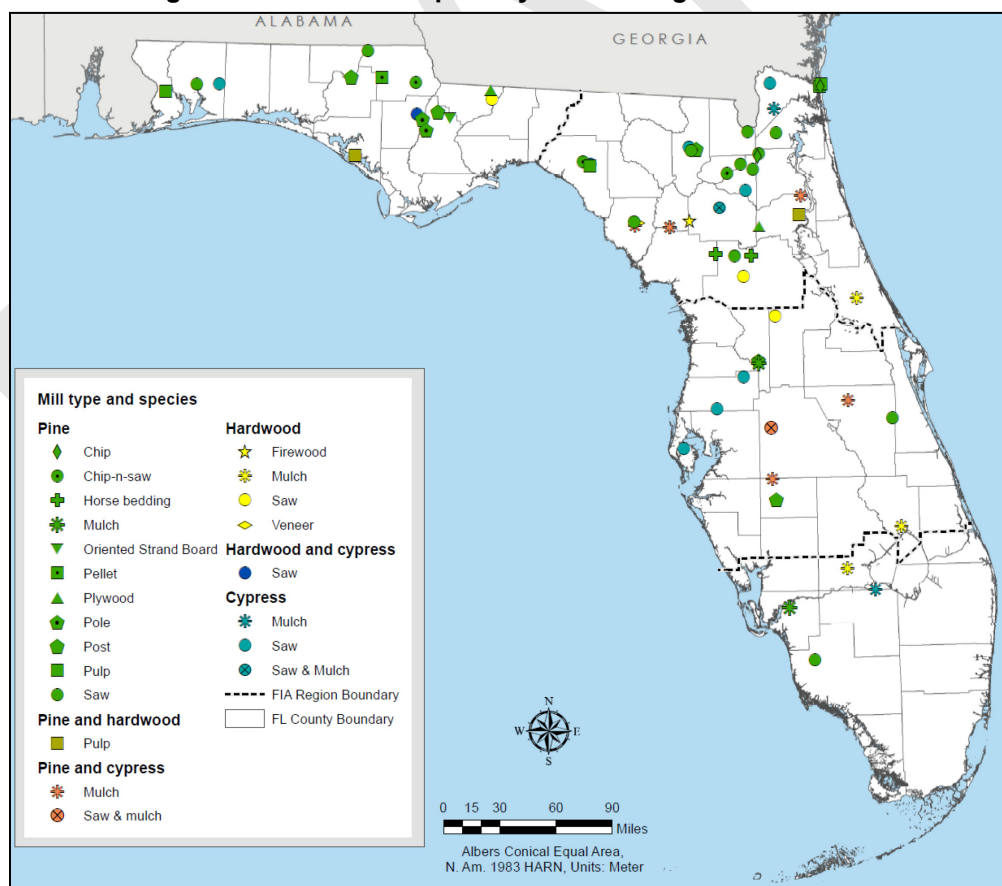 ALABAMA
GEORGIA
Mill type and species
Pine
Chip
Chip-n-saw
Horse bedding
Mulch
Oriented Strand Board
Pellet
Plywood
Pole
Post
Pulp
Saw
Pine and hardwood
Pulp
Pine and cypress
Mulch
Saw & mulch
Hardwood
Firewood
Mulch
Saw
Veneer
Hardwood and cypress
Saw
Cypress
Mulch
Saw
Saw & Mulch
FIA Region Boundary
FL County Boundary
N
W E
S
0 15 30 60 90
Miles
Albers Conical Equal Area,
N. Am. 1983 HARN, Units: Meter